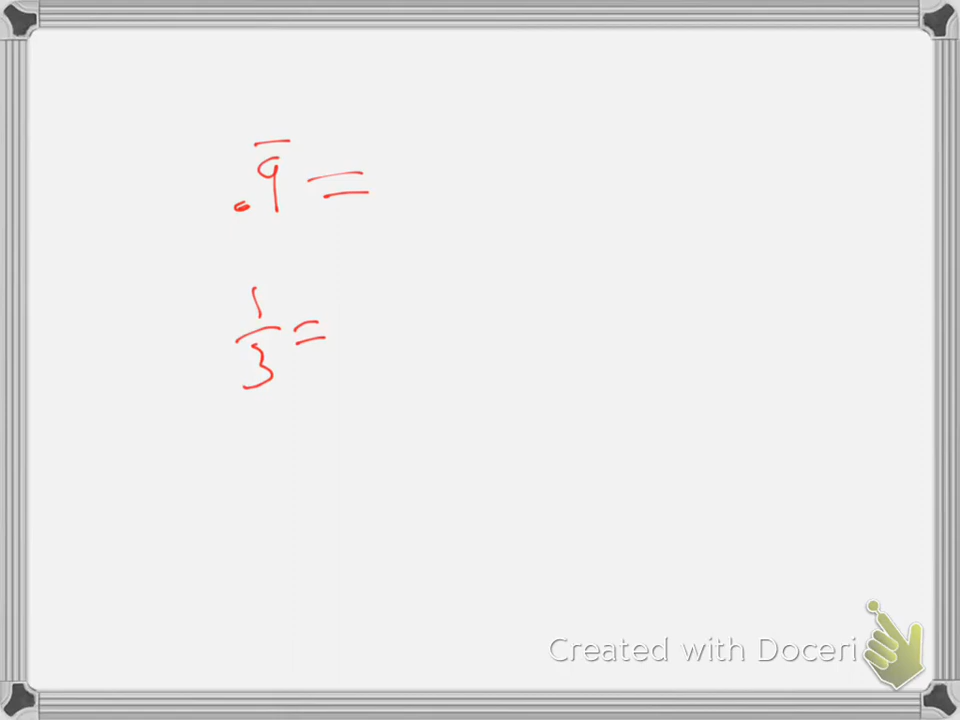 .9̅ =
1/3 =
Created with Doceri